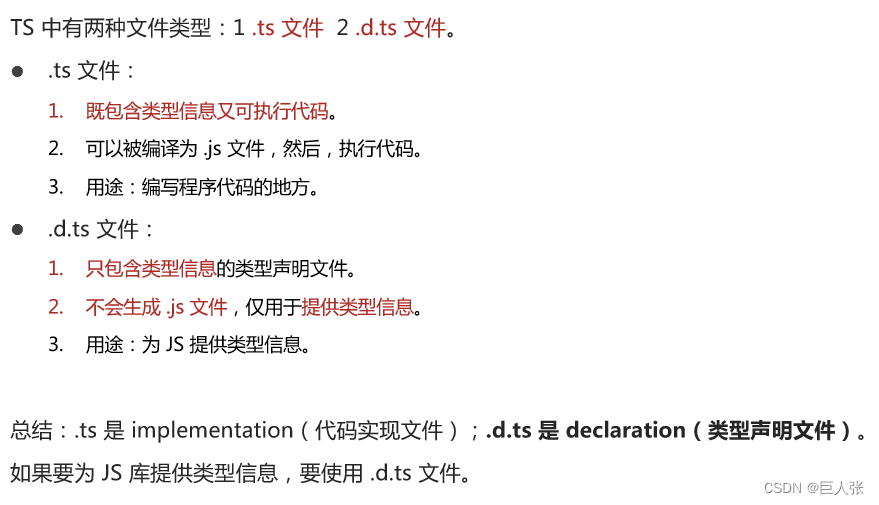 TS 中有两种文件类型：1 .ts 文件 2 .d.ts 文件。
● .ts 文件：
1. 既包含类型信息又可执行代码。
2. 可以被编译为 .js 文件，然后，执行代码。
3. 用途：编写程序代码的地方。
● .d.ts 文件：
1. 只包含类型信息的类型声明文件。
2. 不会生成 .js 文件，仅用于提供类型信息。
3. 用途：为 JS 提供类型信息。
总结：.ts 是 implementation（代码实现文件）；.d.ts 是 declaration（类型声明文件）。
如果要为 JS 库提供类型信息，要使用 .d.ts 文件。
CSDN @巨人张